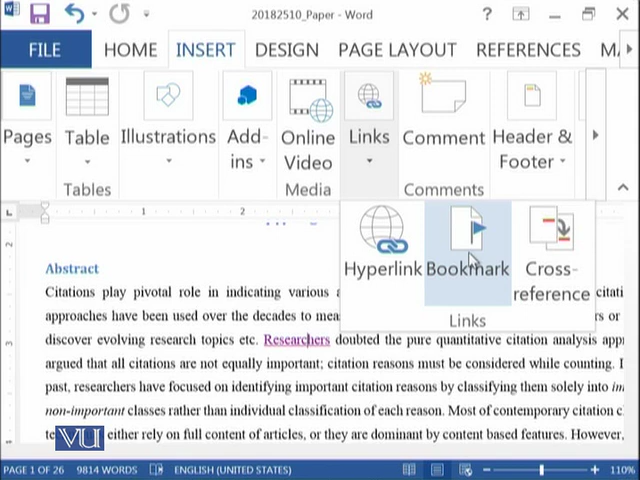 20182510_Paper - Word
?
FILE HOME INSERT DESIGN PAGE LAYOUT REFERENCES
Pages Table Illustrations Add-ins Online Video Links Comment Header & Footer
Tables Media Comments
1 2
2
3
Hyperlink Bookmark Cross-reference
Links
Abstract
Citations play pivotal role in indicating various
approaches have been used over the decades to
discover evolving research topics etc. Researchers doubted the pure quantitative citation analysis
argued that all citations are not equally important; citation reasons must be considered while counting.
past, researchers have focused on identifying important citation reasons by classifying them solely into
non-important classes rather than individual classification of each reason. Most of contemporary citation
either rely on full content of articles, or they are dominant by content based features. However,
VU
PAGE 1 OF 26 9814 WORDS ENGLISH (UNITED STATES) 110%